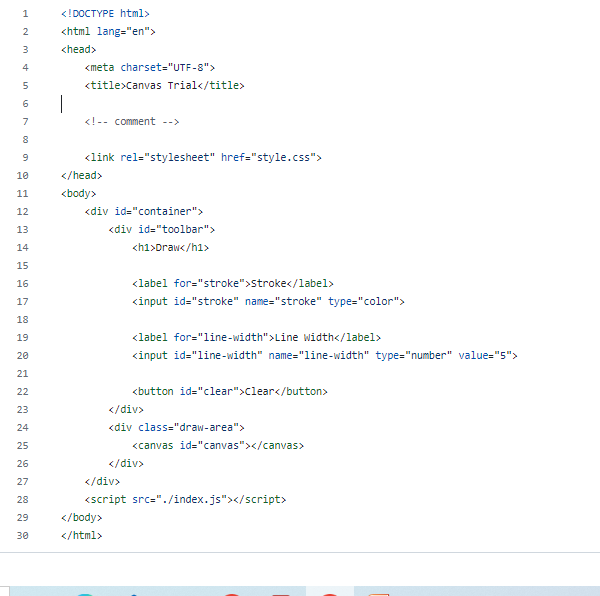 1 <!DOCTYPE html>
2 <html lang="en">
3 <head>
4 <meta charset="UTF-8">
5 <title>Canvas Trial</title>
6
7 <!-- comment -->
8
9 <link rel="stylesheet" href="style.css">
10 </head>
11 <body>
12 <div id="container">
13 <div id="toolbar">
14 <h1>Draw</h1>
15
16 <label for="stroke">Stroke</label>
17 <input id="stroke" name="stroke" type="color">
18
19 <label for="line-width">Line Width</label>
20 <input id="line-width" name="line-width" type="number" value="5">
21
22 <button id="clear">Clear</button>
23 </div>
24 <div class="draw-area">
25 <canvas id="canvas"></canvas>
26 </div>
27 </div>
28 <script src="./index.js"></script>
29 </body>
30 </html>